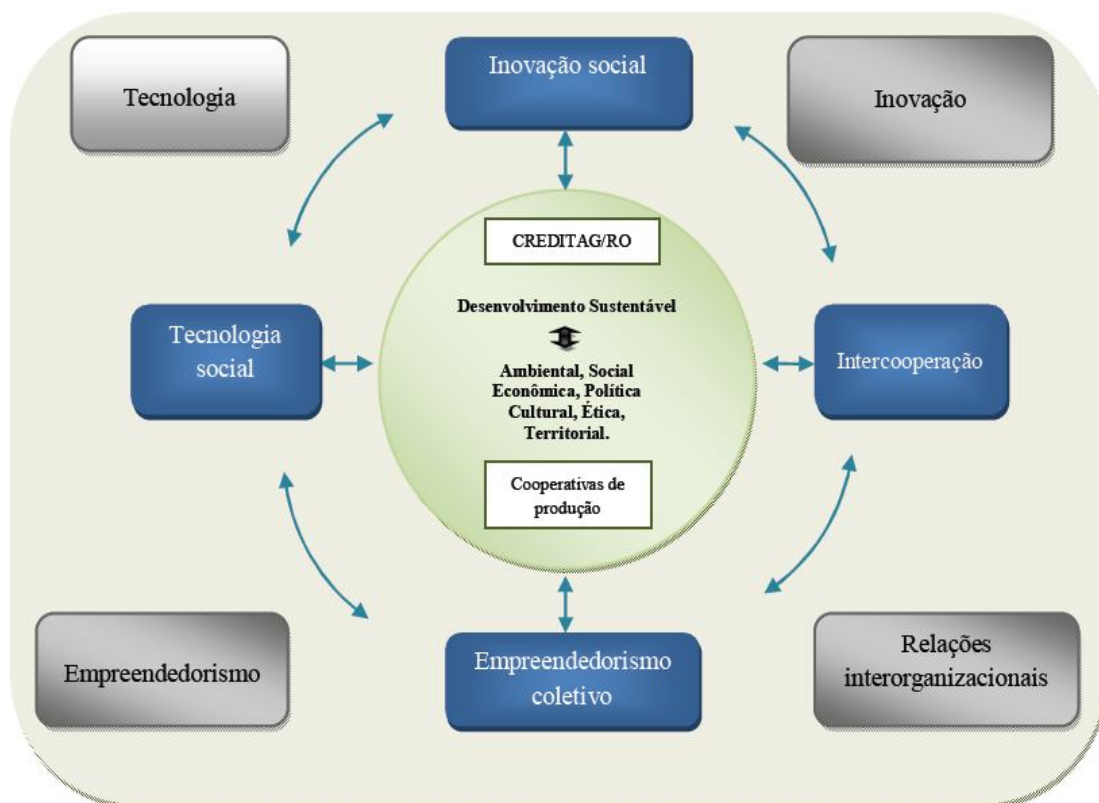 Tecnologia
Inovação social
Inovação
CREDITAG/RO
Desenvolvimento Sustentável
Ambiental, Social
Econômica, Política
Cultural, Ética,
Territorial.
Cooperativas de
produção
Tecnologia
social
Intercooperação
Empreendedorismo
Empreendedorismo
coletivo
Relações
interorganizacionais